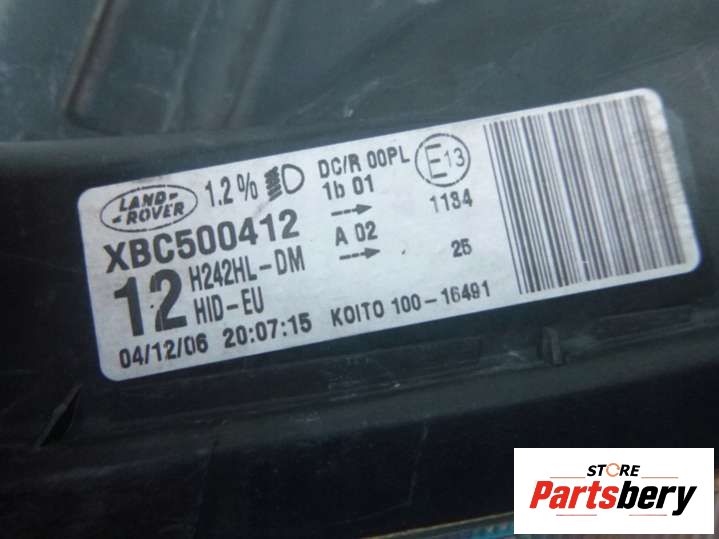 LAND-
-ROVER
1.2% DC/R 00PL E13
1b 01 1184
XBC500412 A 02 25
12 H242HL-DM
HID-EU
04/12/06 20:07:15 KOITO 100-16491
STORE
Partsbery